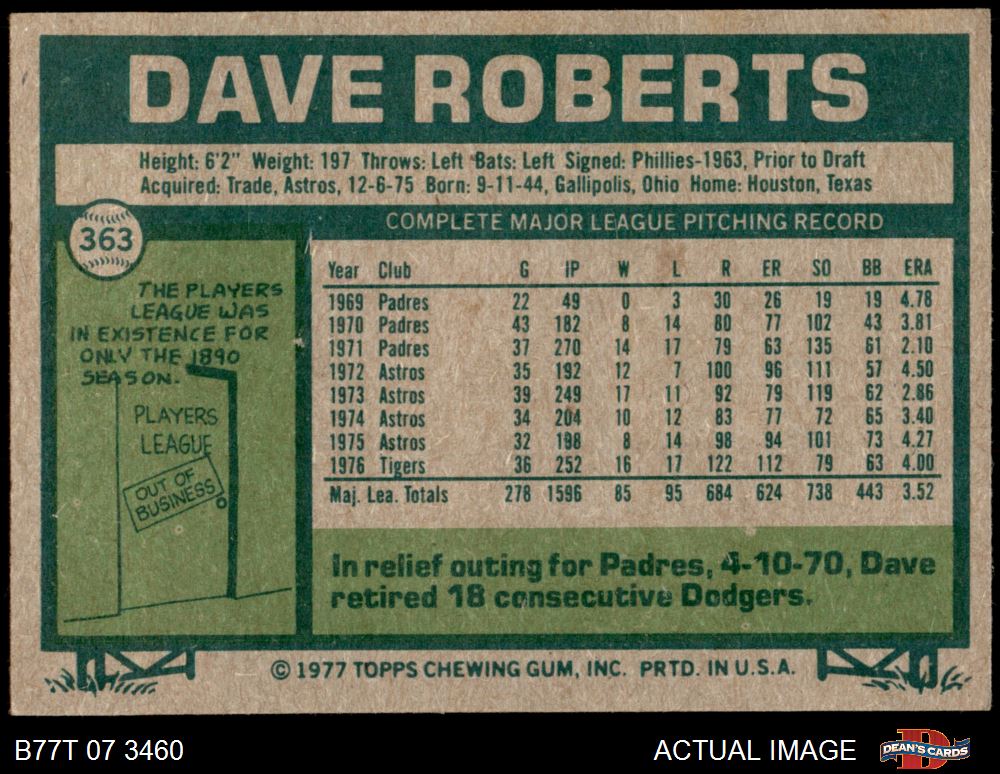 DAVE ROBERTS
Height: 6'2" Weight: 197 Throws: Left Bats: Left Signed: Phillies-1963, Prior to Draft
Acquired: Trade, Astros, 12-6-75 Born: 9-11-44, Gallipolis, Ohio Home: Houston, Texas
363
COMPLETE MAJOR LEAGUE PITCHING RECORD
THE PLAYERS
LEAGUE WAS
IN EXISTENCE FOR
ONLY THE 1890
SEASON.
PLAYERS
LEAGUE
OUT OF
BUSINESS
Year Club G IP W L R ER SO BB ERA
1969 Padres 22 49 0 3 30 26 19 19 4.78
1970 Padres 43 182 8 14 80 77 102 43 3.81
1971 Padres 37 270 14 17 79 63 135 61 2.10
1972 Astros 35 192 12 7 100 96 111 57 4.50
1973 Astros 39 249 17 11 92 79 119 62 2.86
1974 Astros 34 204 10 12 83 77 72 65 3.40
1975 Astros 32 198 8 14 98 94 101 73 4.27
1976 Tigers 36 252 16 17 122 112 79 63 4.00
Maj. Lea. Totals 278 1596 85 95 684 624 738 443 3.52
In relief outing for Padres, 4-10-70, Dave
retired 18 consecutive Dodgers.
© 1977 TOPPS CHEWING GUM, INC. PRTD. IN U.S.A.
B77T 07 3460
ACTUAL IMAGE
DEAN'S CARDS